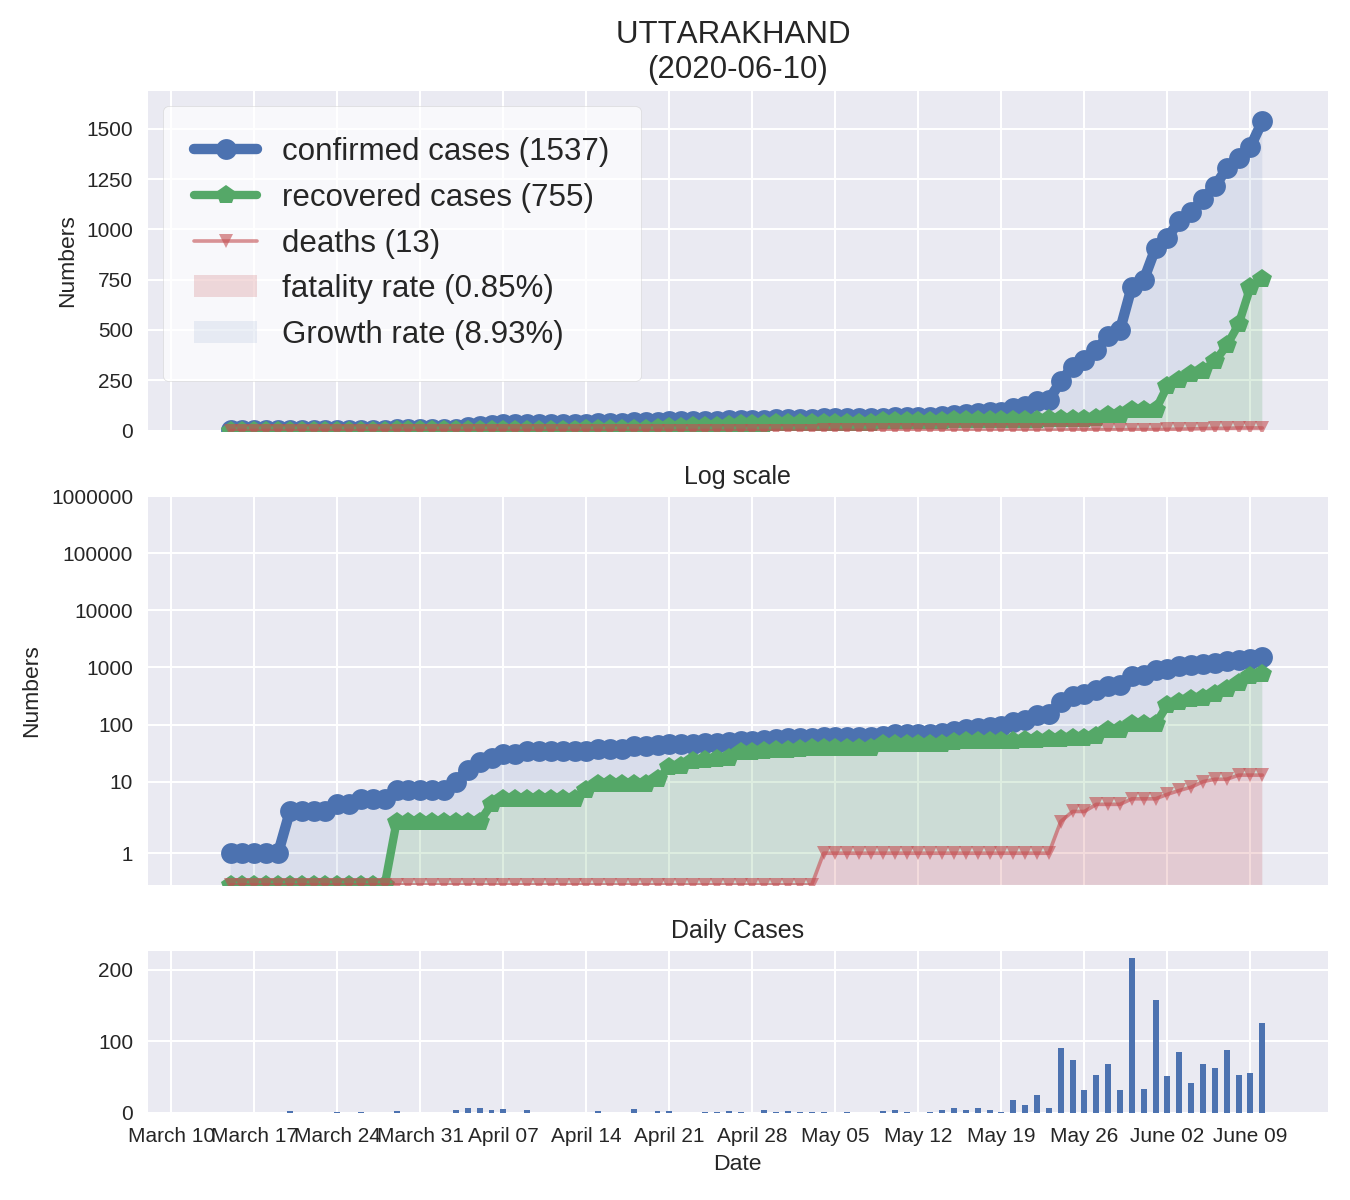 UTTARAKHAND
(2020-06-10)
1500
1250
1000
750
500
250
0
Numbers
confirmed cases (1537)
recovered cases (755)
deaths (13)
fatality rate (0.85%)
Growth rate (8.93%)
Log scale
1000000
100000
10000
1000
100
10
1
Numbers
Daily Cases
200
100
0
March 10 March 17 March 24 March 31 April 07 April 14 April 21 April 28 May 05 May 12 May 19 May 26 June 02 June 09
Date